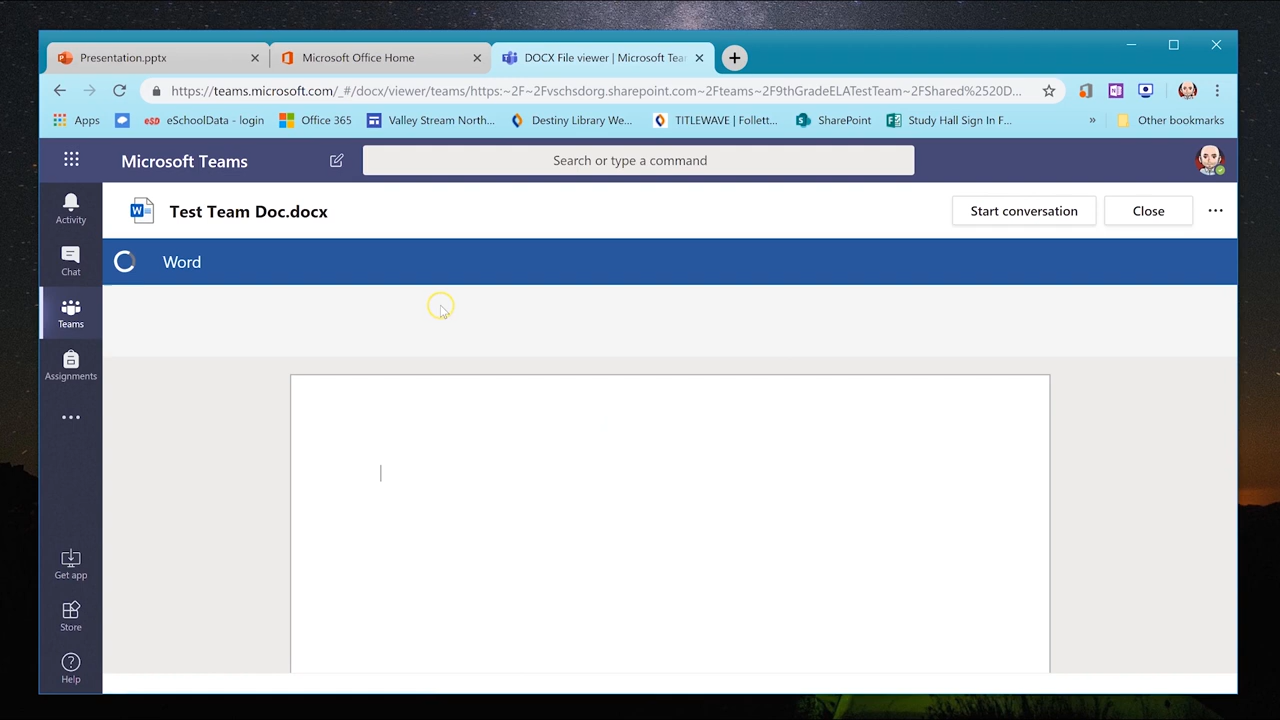 Presentation.pptx
Microsoft Office Home
DOCX File viewer | Microsoft Tea
https://teams.microsoft.com/_#/docx/viewer/teams/https:~2F~2Fvschsdorg.sharepoint.com~2Fteams~2F9thGradeELATestTeam~2FShared%2520D...
Apps
esd eSchoolData - login
Office 365
Valley Stream North...
Destiny Library We...
TITLEWAVE | Follett...
SharePoint
Study Hall Sign In F...
»
Other bookmarks
Microsoft Teams
Search or type a command
Activity
Chat
Teams
Assignments
Get app
Store
Help
Test Team Doc.docx
Start conversation
Close
Word